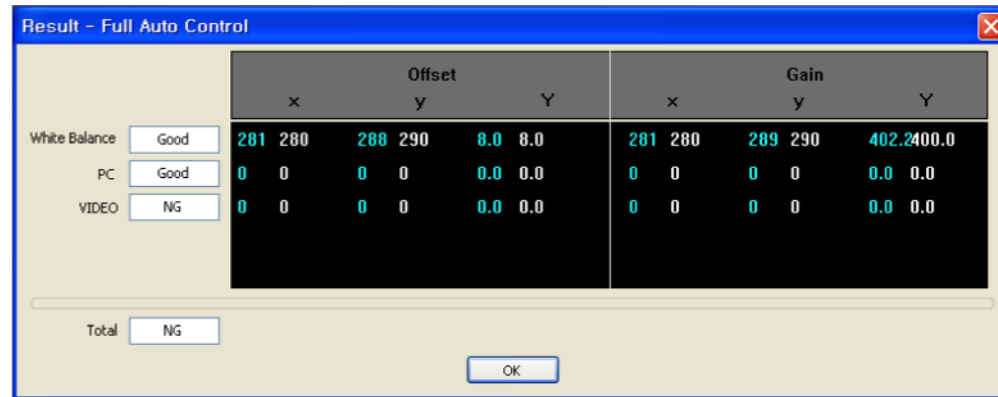 Result - Full Auto Control
Offset Gain
x y Y x y Y
White Balance Good 281 280 288 290 8.0 8.0 281 280 289 290 402.2400.0
PC Good 0 0 0 0 0.0 0.0 0 0 0 0 0.0 0.0
VIDEO NG 0 0 0 0 0.0 0.0 0 0 0 0 0.0 0.0
Total NG
OK